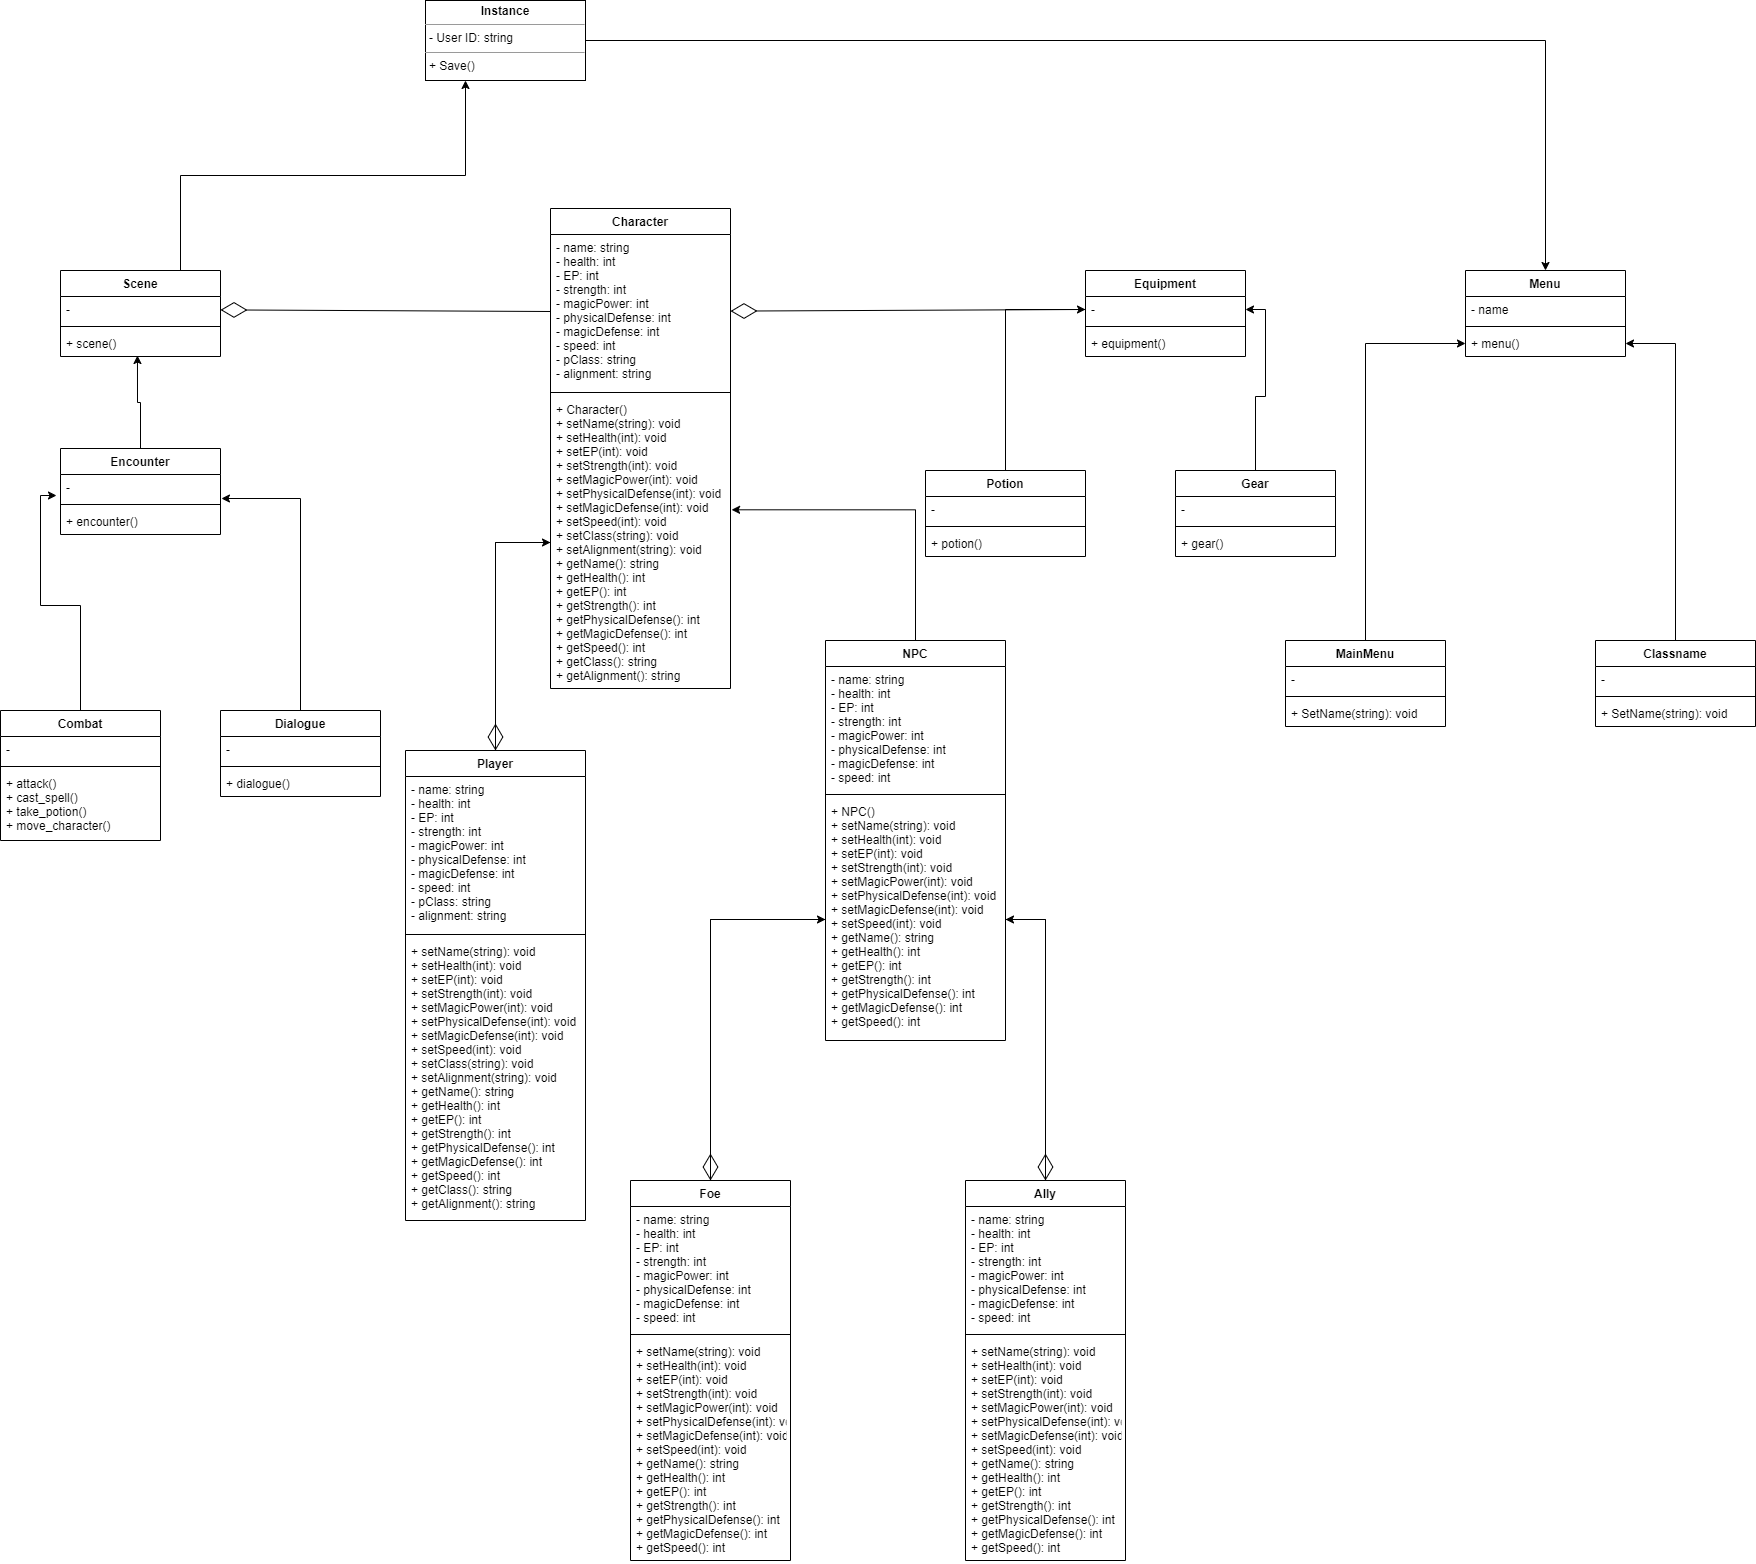 Instance
- User ID: string
+ Save()
Character
- name: string
- health: int
- EP: int
- strength: int
- magicPower: int
- physicalDefense: int
- magicDefense: int
- speed: int
- pClass: string
- alignment: string
+ Character()
+ setName(string): void
+ setHealth(int): void
+ setEP(int): void
+ setStrength(int): void
+ setMagicPower(int): void
+ setPhysicalDefense(int): void
+ setMagicDefense(int): void
+ setSpeed(int): void
+ setClass(string): void
+ setAlignment(string): void
+ getName(): string
+ getHealth(): int
+ getEP(): int
+ getStrength(): int
+ getPhysicalDefense(): int
+ getMagicDefense(): int
+ getSpeed(): int
+ getClass(): string
+ getAlignment(): string
Scene
-
+ scene()
Equipment
-
+ equipment()
Menu
- name
+ menu()
Encounter
-
+ encounter()
Potion
-
+ potion()
Gear
-
+ gear()
NPC
- name: string
- health: int
- EP: int
- strength: int
- magicPower: int
- physicalDefense: int
- magicDefense: int
- speed: int
+ NPC()
+ setName(string): void
+ setHealth(int): void
+ setEP(int): void
+ setStrength(int): void
+ setMagicPower(int): void
+ setPhysicalDefense(int): void
+ setMagicDefense(int): void
+ setSpeed(int): void
+ getName(): string
+ getHealth(): int
+ getEP(): int
+ getStrength(): int
+ getPhysicalDefense(): int
+ getMagicDefense(): int
+ getSpeed(): int
MainMenu
-
+ SetName(string): void
Classname
-
+ SetName(string): void
Combat
-
+ attack()
+ cast_spell()
+ take_potion()
+ move_character()
Dialogue
-
+ dialogue()
Player
- name: string
- health: int
- EP: int
- strength: int
- magicPower: int
- physicalDefense: int
- magicDefense: int
- speed: int
- pClass: string
- alignment: string
+ setName(string): void
+ setHealth(int): void
+ setEP(int): void
+ setStrength(int): void
+ setMagicPower(int): void
+ setPhysicalDefense(int): void
+ setMagicDefense(int): void
+ setSpeed(int): void
+ setClass(string): void
+ setAlignment(string): void
+ getName(): string
+ getHealth(): int
+ getEP(): int
+ getStrength(): int
+ getPhysicalDefense(): int
+ getMagicDefense(): int
+ getSpeed(): int
+ getClass(): string
+ getAlignment(): string
Foe
- name: string
- health: int
- EP: int
- strength: int
- magicPower: int
- physicalDefense: int
- magicDefense: int
- speed: int
+ setName(string): void
+ setHealth(int): void
+ setEP(int): void
+ setStrength(int): void
+ setMagicPower(int): void
+ setPhysicalDefense(int):
+ setMagicDefense(int): void
+ setSpeed(int): void
+ getName(): string
+ getHealth(): int
+ getEP(): int
+ getStrength(): int
+ getPhysicalDefense(): int
+ getMagicDefense(): int
+ getSpeed(): int
Ally
- name: string
- health: int
- EP: int
- strength: int
- magicPower: int
- physicalDefense: int
- magicDefense: int
- speed: int
+ setName(string): void
+ setHealth(int): void
+ setEP(int): void
+ setStrength(int): void
+ setMagicPower(int): void
+ setPhysicalDefense(int):
+ setMagicDefense(int): void
+ setSpeed(int): void
+ getName(): string
+ getHealth(): int
+ getEP(): int
+ getStrength(): int
+ getPhysicalDefense(): int
+ getMagicDefense(): int
+ getSpeed(): int